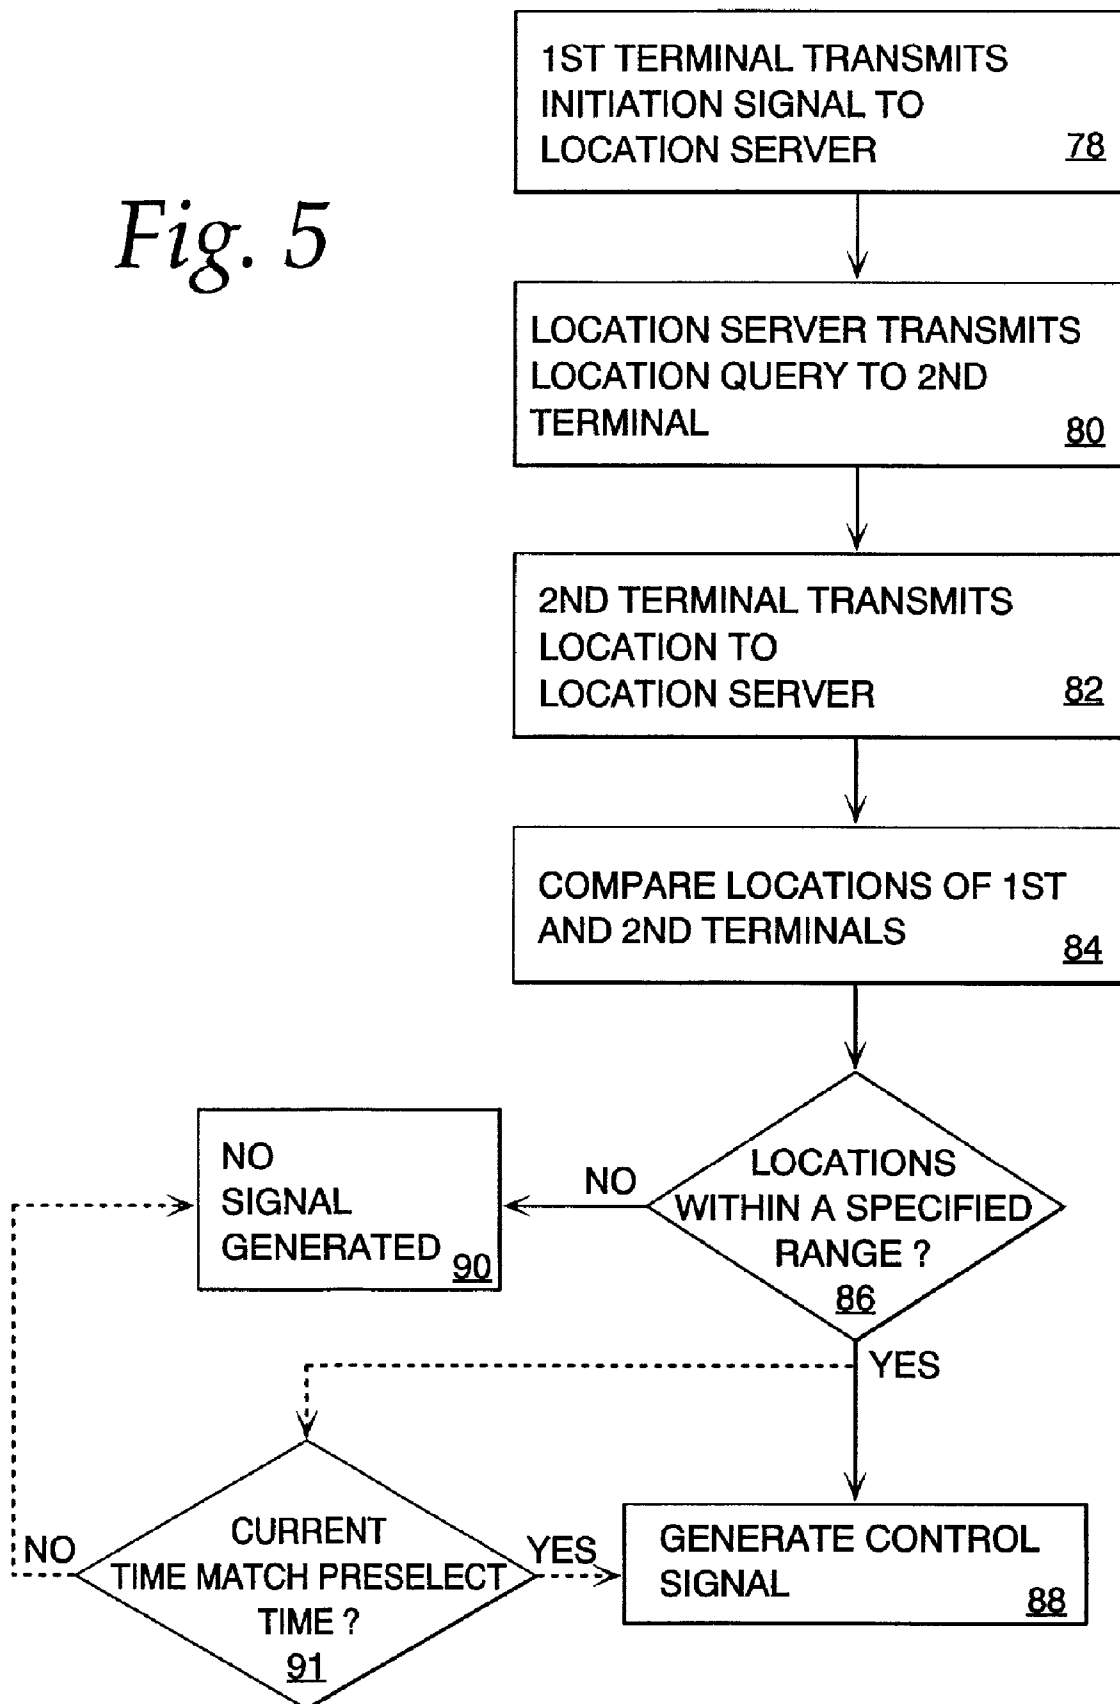 Fig. 5
1ST TERMINAL TRANSMITS
INITIATION SIGNAL TO
LOCATION SERVER
78
LOCATION SERVER TRANSMITS
LOCATION QUERY TO 2ND
TERMINAL
80
2ND TERMINAL TRANSMITS
LOCATION TO
LOCATION SERVER
82
COMPARE LOCATIONS OF 1ST
AND 2ND TERMINALS
84
LOCATIONS
WITHIN A SPECIFIED
RANGE ?
86
NO
NO
SIGNAL
GENERATED
90
YES
CURRENT
TIME MATCH PRESELECT
TIME ?
91
NO
YES
GENERATE CONTROL
SIGNAL
88